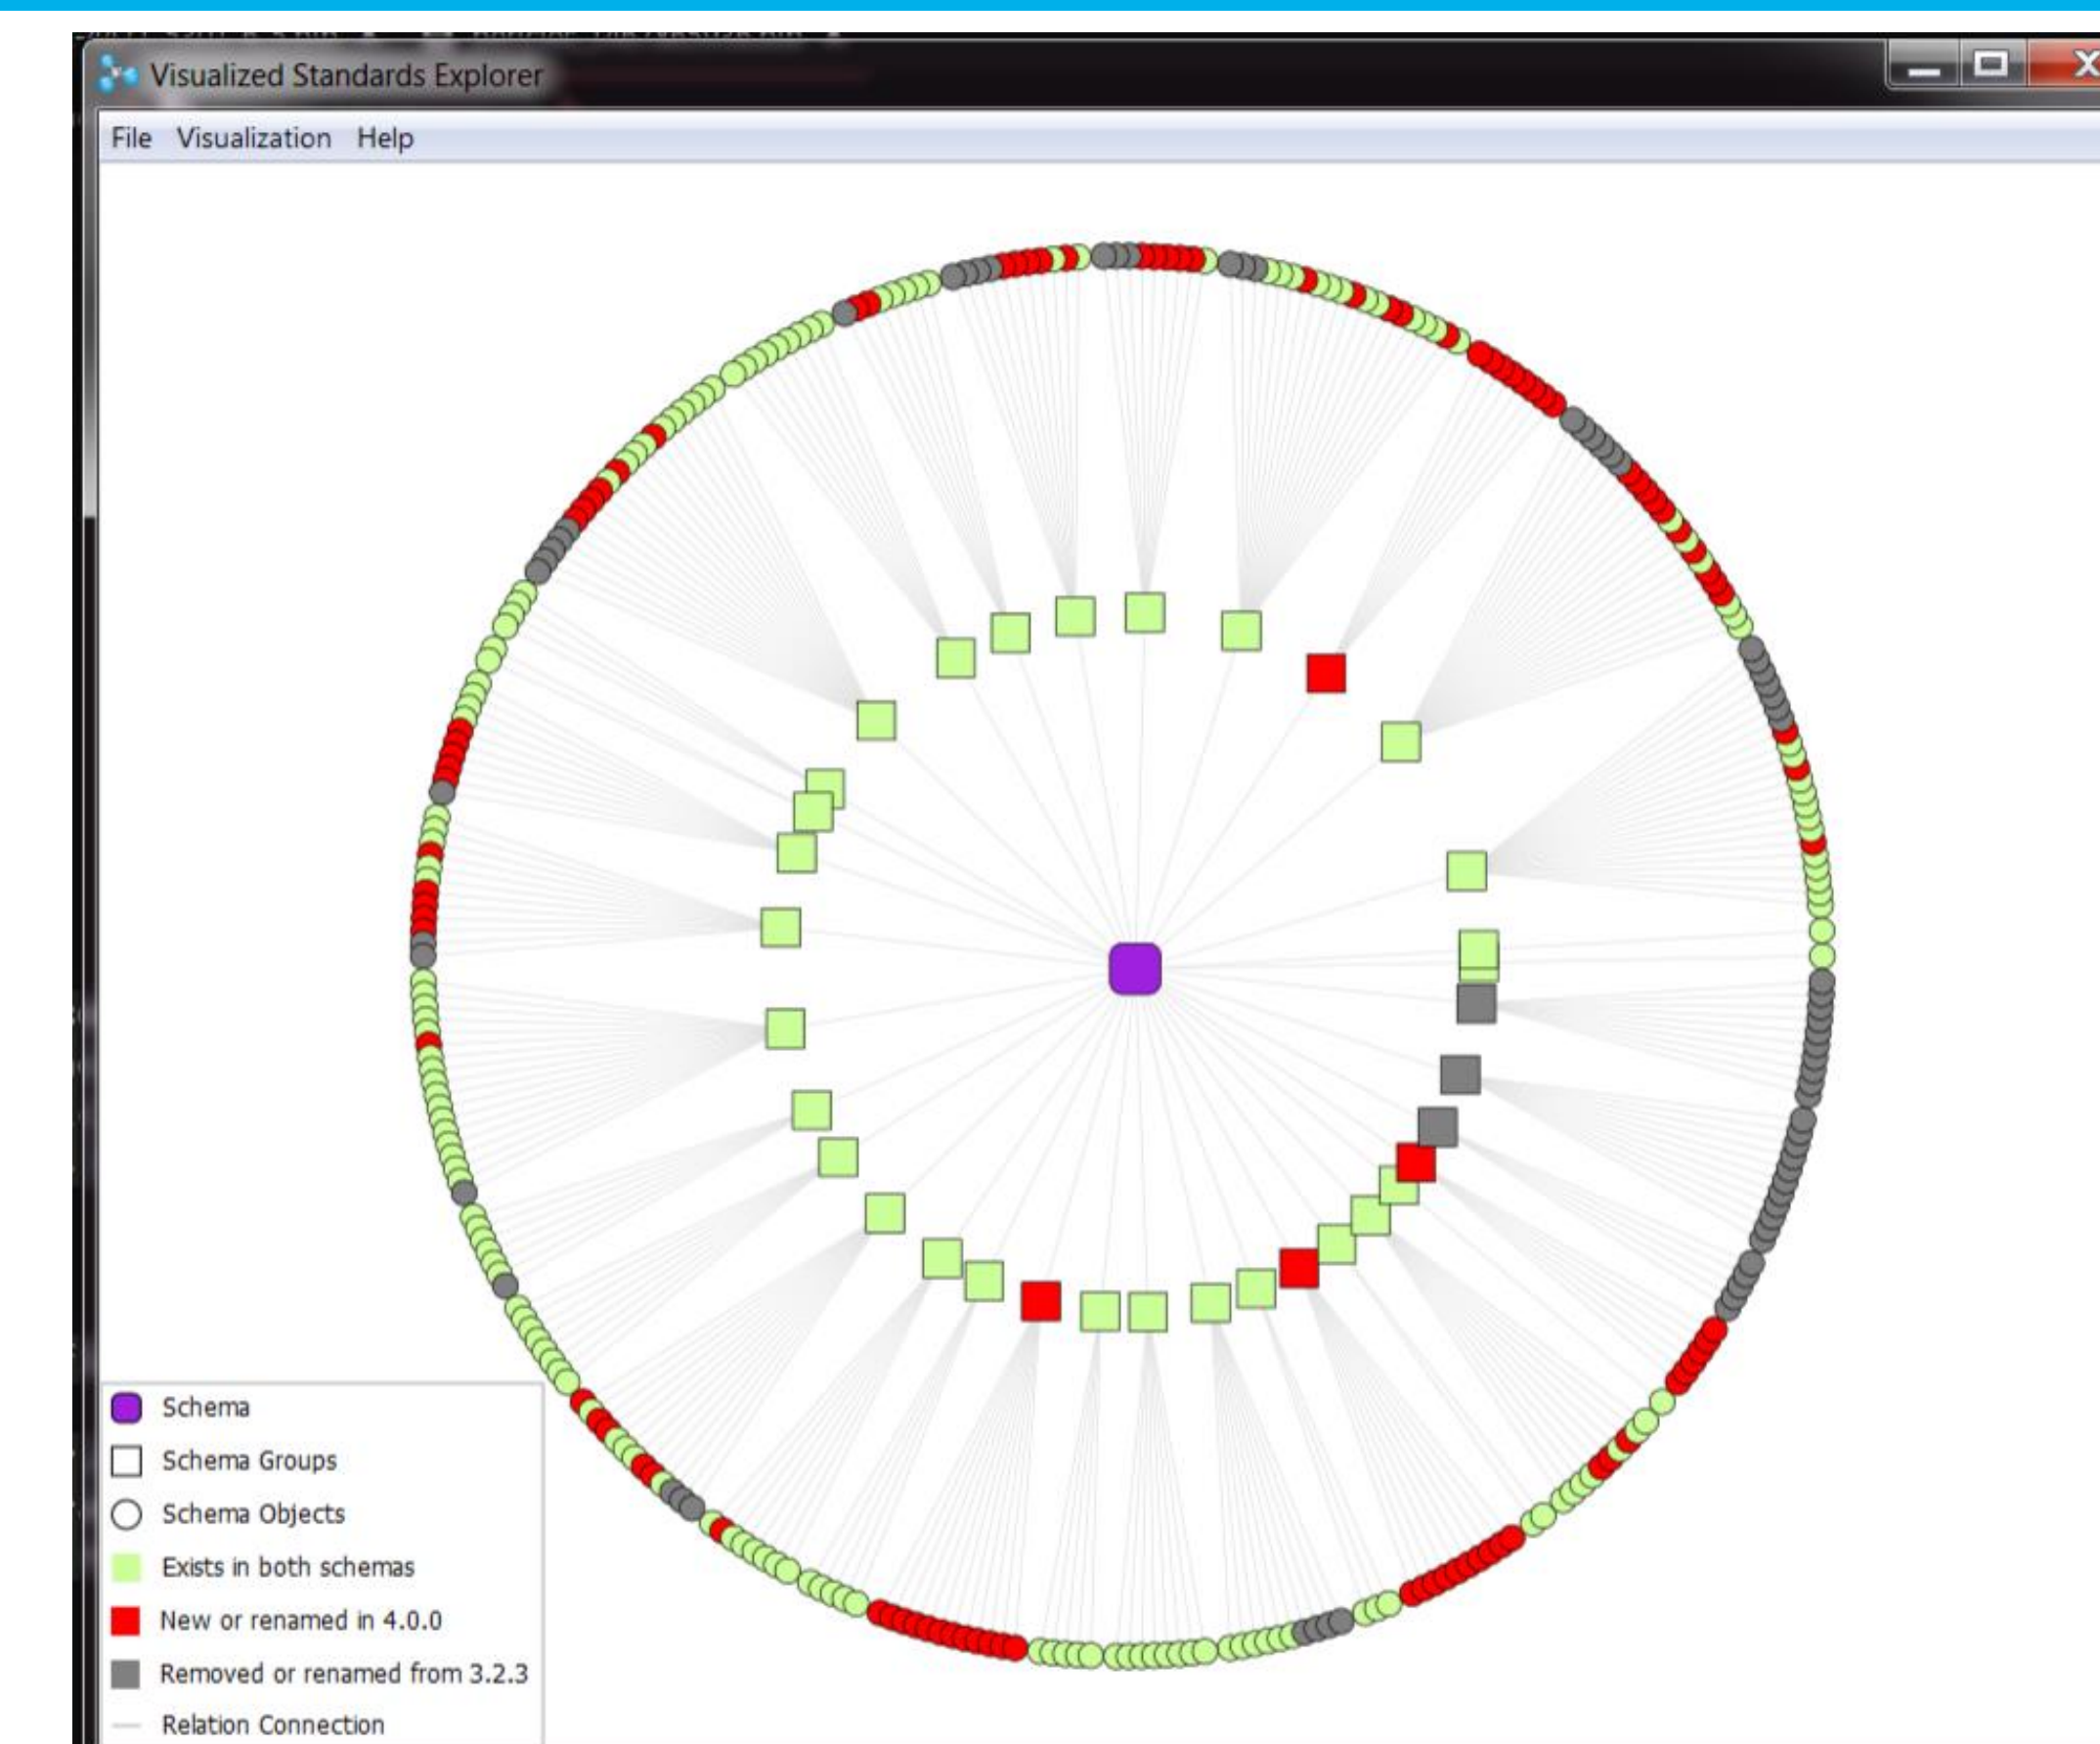 Visualized Standards Explorer
File Visualization Help
Schema
Schema Groups
Schema Objects
Exists in both schemas
New or renamed in 4.0.0
Removed or renamed from 3.2.3
Relation Connection